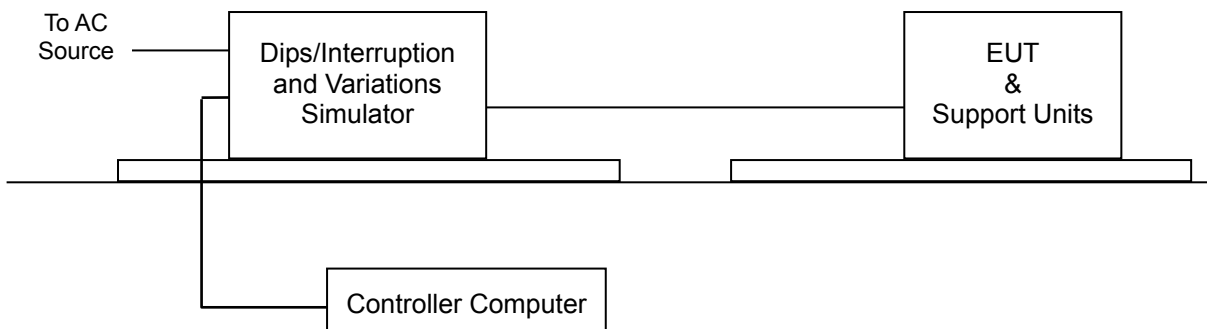 To AC
Source
Dips/Interruption
and Variations
Simulator
EUT
&
Support Units
Controller Computer